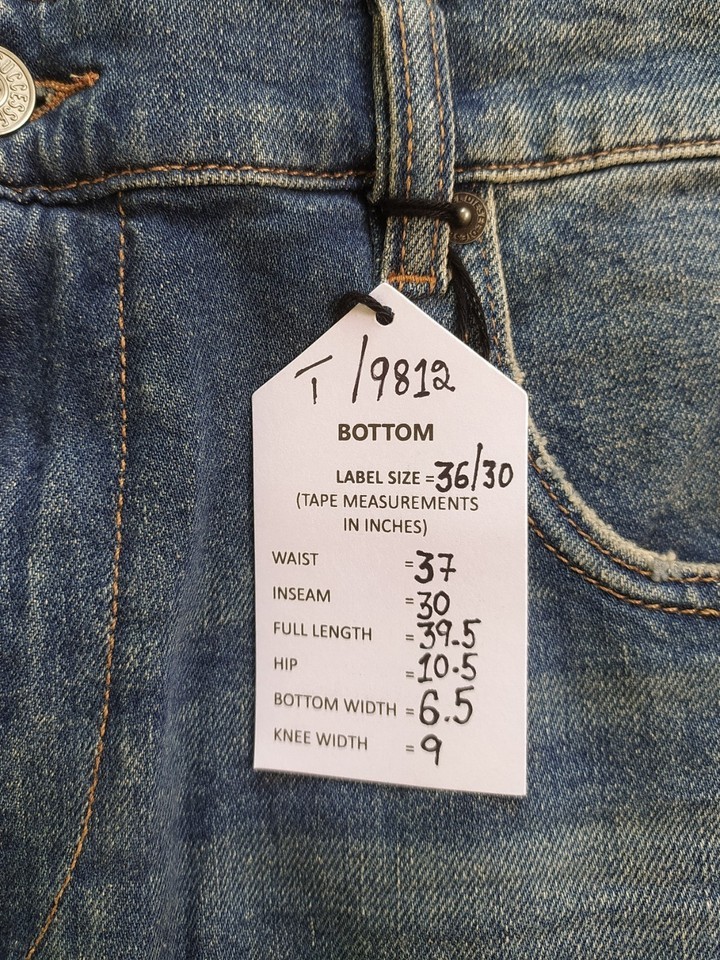 T /9812
BOTTOM
LABEL SIZE =36/30
(TAPE MEASUREMENTS
IN INCHES)
WAIST =37
INSEAM =30
FULL LENGTH =39.5
HIP =10.5
BOTTOM WIDTH =6.5
KNEE WIDTH =9